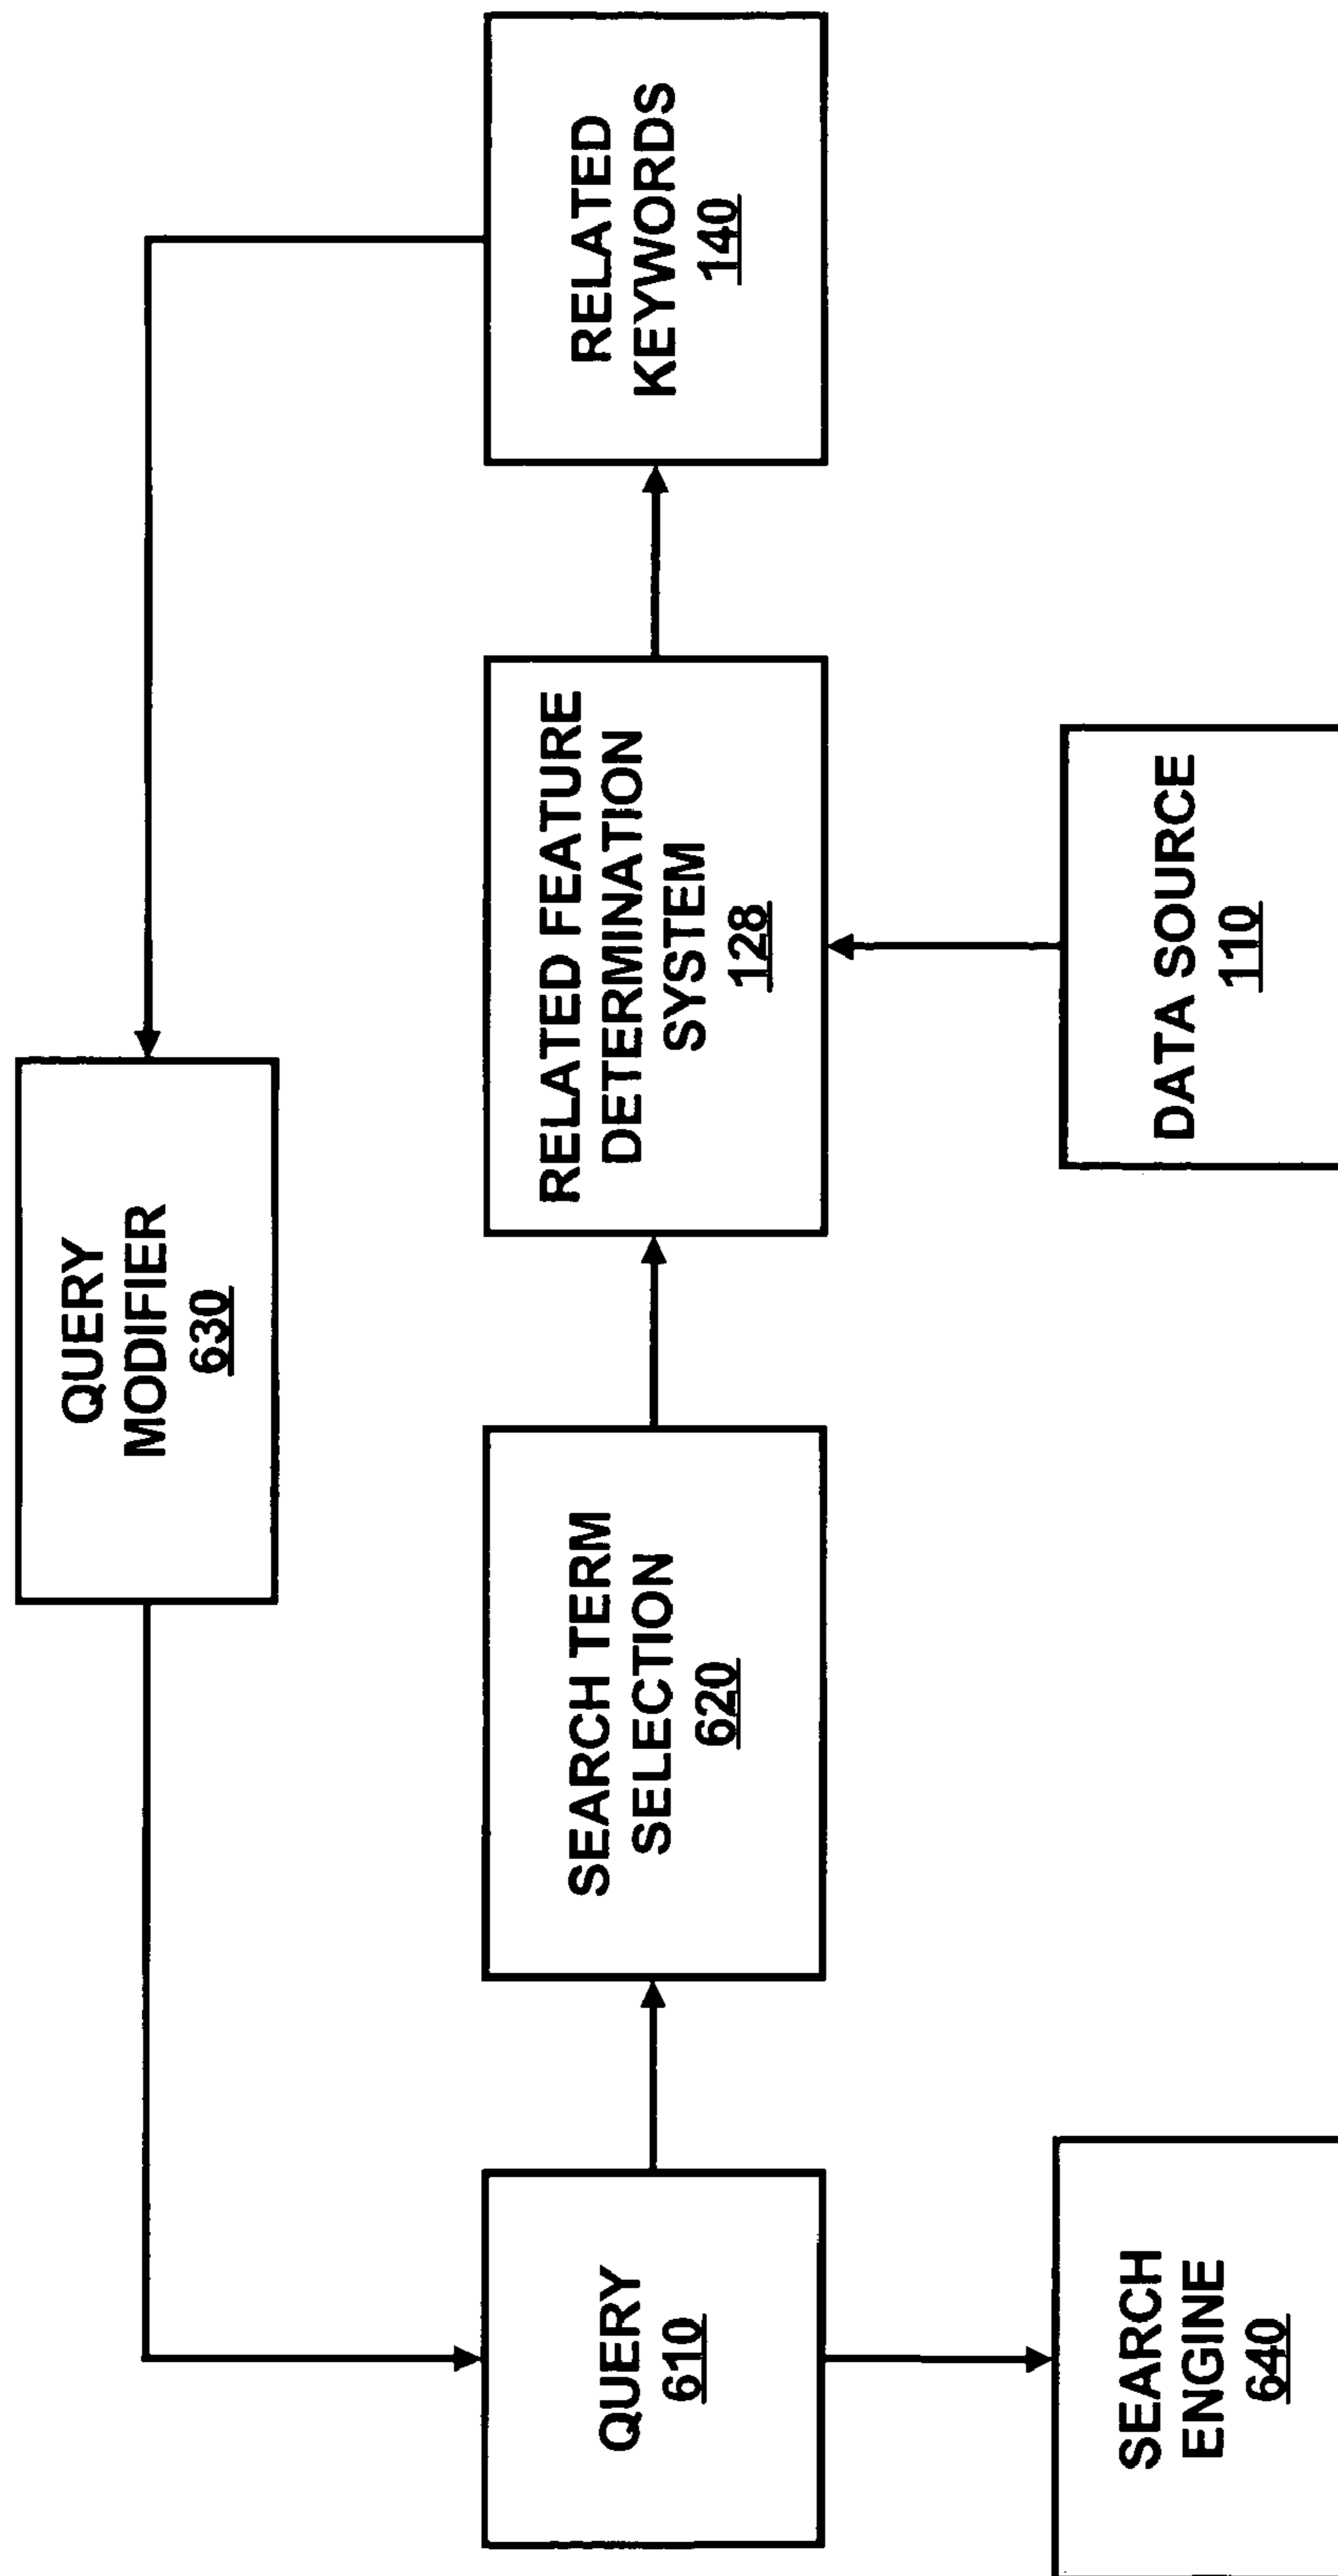 QUERY
MODIFIER
630
QUERY
610
SEARCH TERM
SELECTION
620
RELATED FEATURE
DETERMINATION
SYSTEM
128
RELATED
KEYWORDS
140
SEARCH
ENGINE
640
DATA SOURCE
110